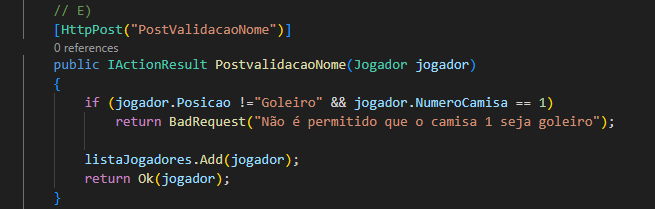 // E)
[HttpPost("PostValidacaoNome")]
0 references
public IActionResult PostvalidacaoNome(Jogador jogador)
{
if (jogador.Posicao !="Goleiro" && jogador.NumeroCamisa == 1)
return BadRequest("Não é permitido que o camisa 1 seja goleiro");
listaJogadores.Add(jogador);
return Ok(jogador);
}